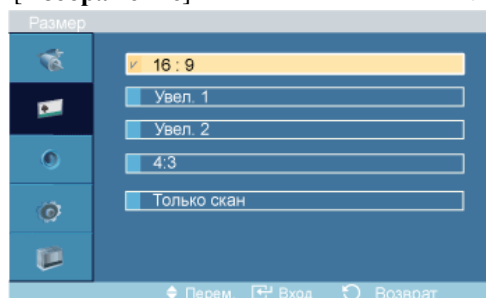 Размер
16 : 9
Увел. 1
Увел. 2
4:3
Только скан
Перем. Вход Возврат